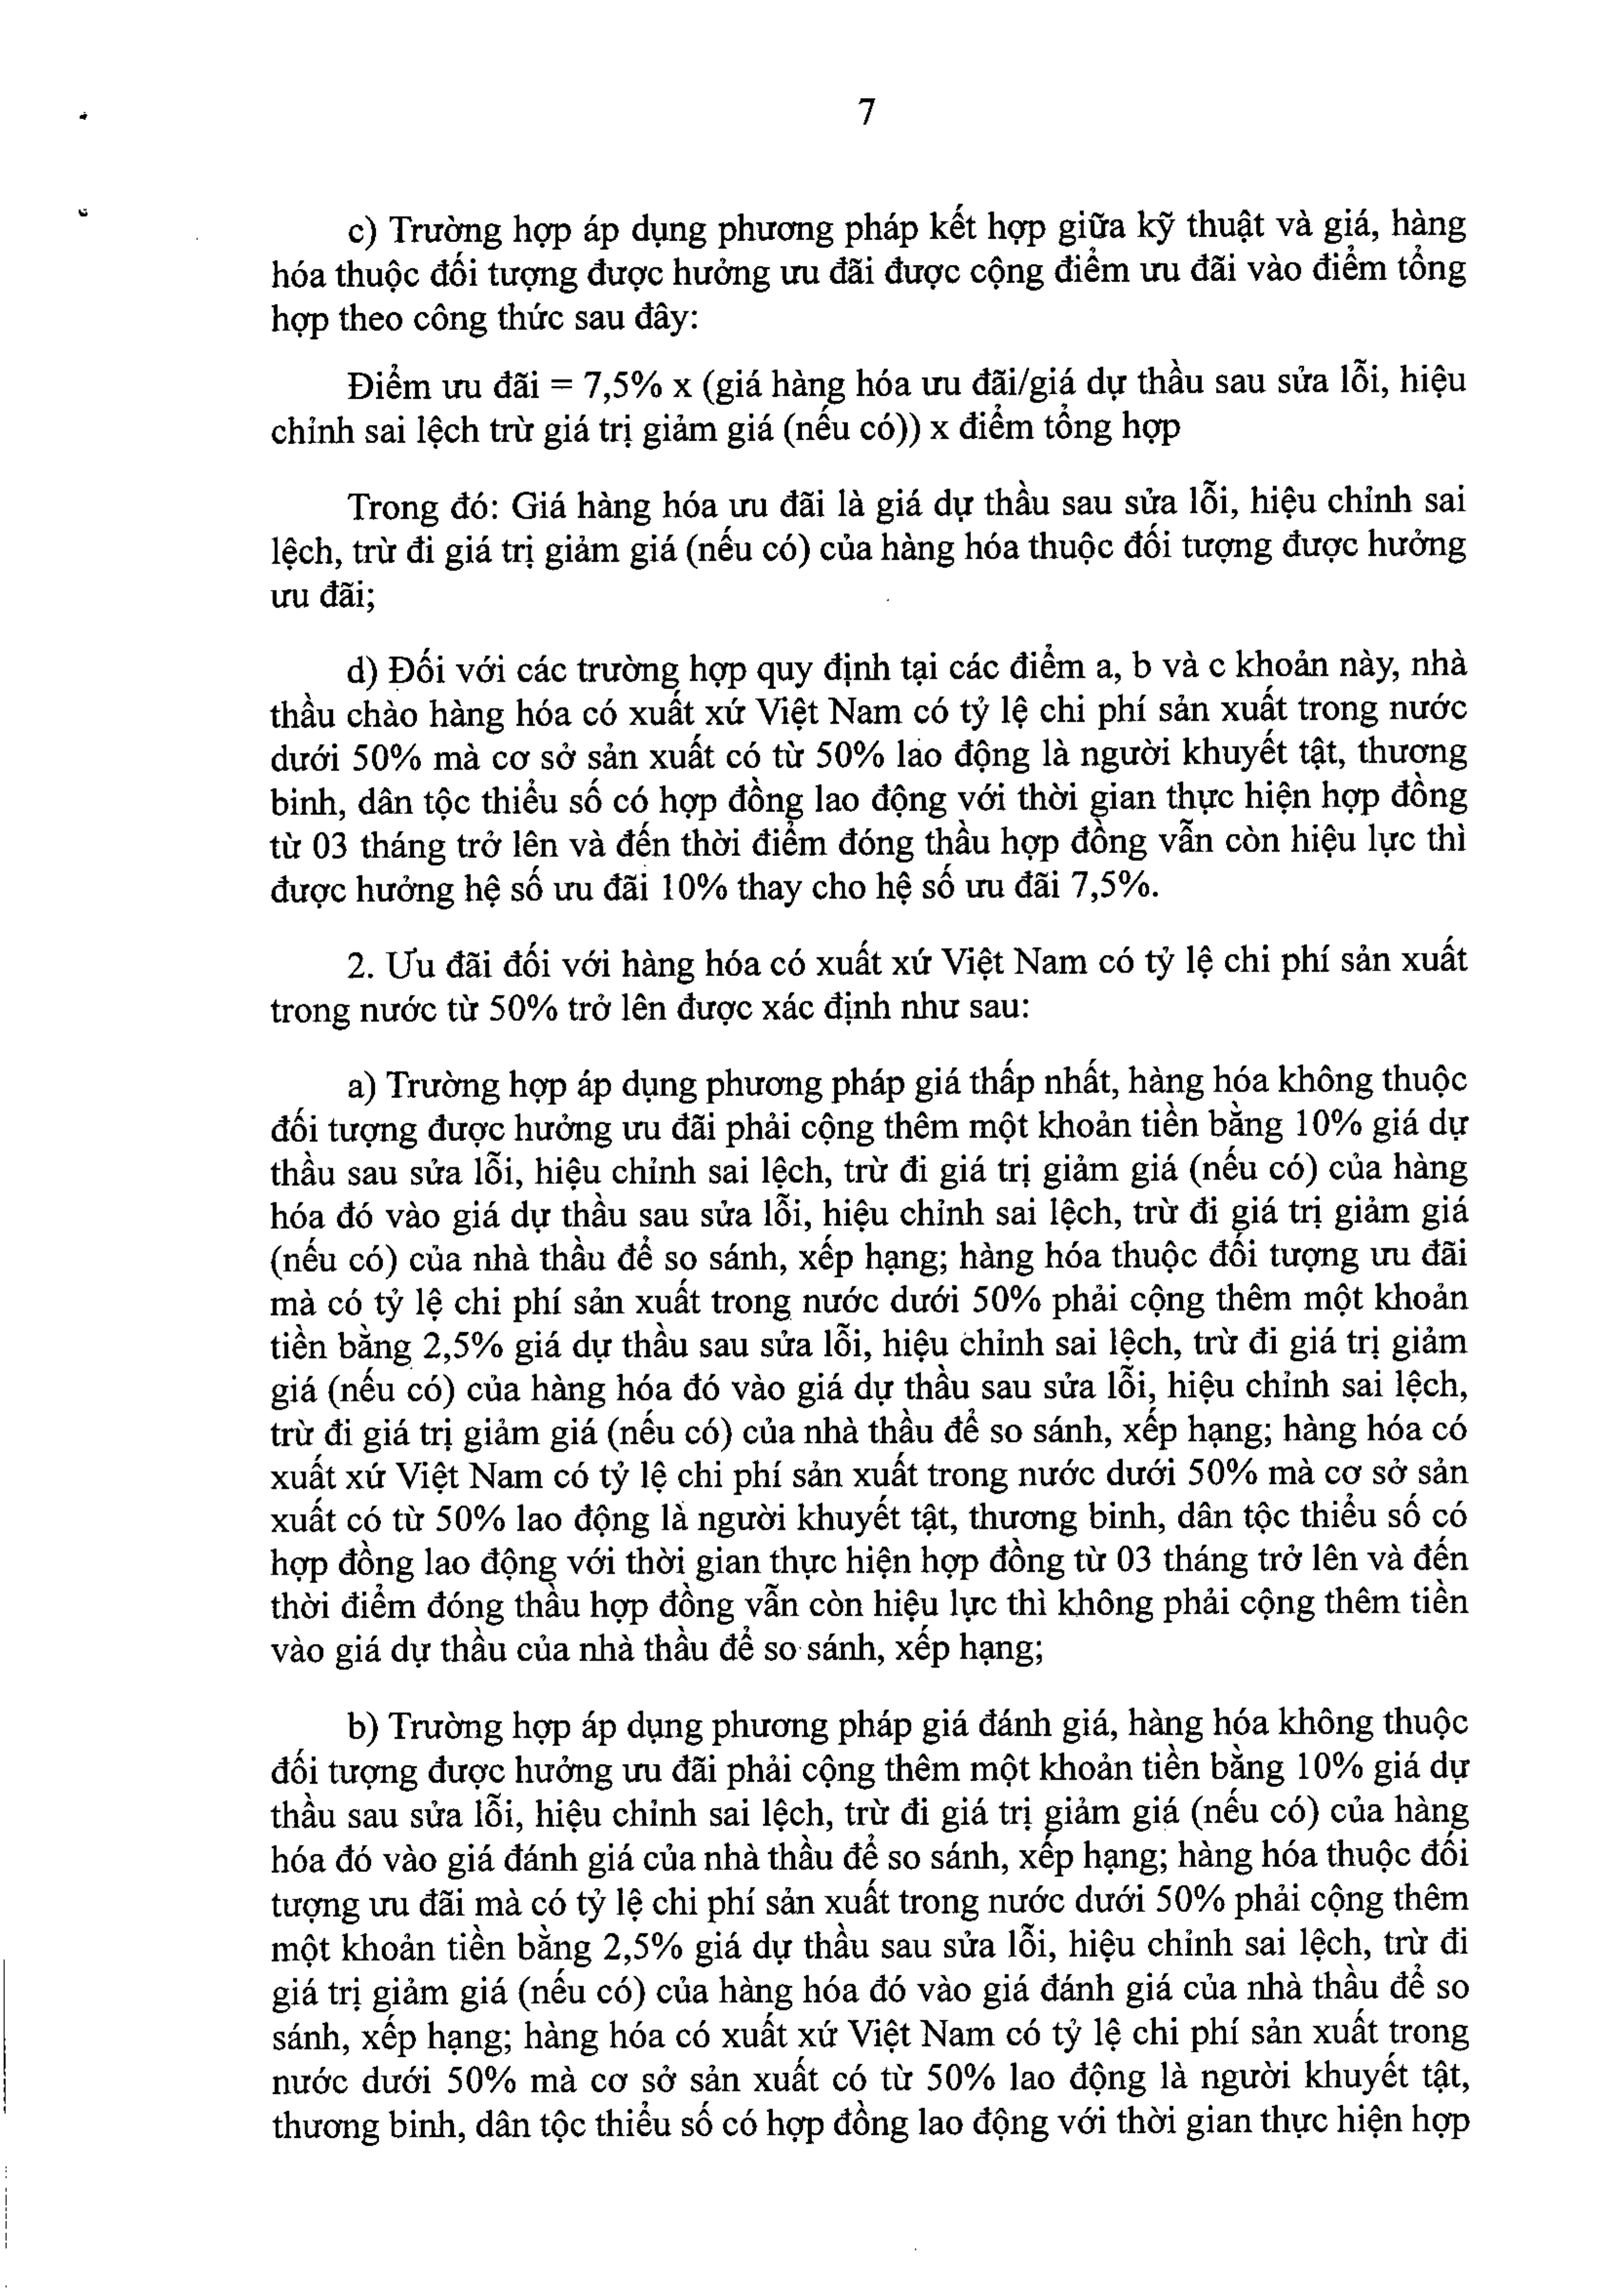 7
c) Trường hợp áp dụng phương pháp kết hợp giữa kỹ thuật và giá, hàng
hóa thuộc đối tượng được hưởng ưu đãi được cộng điểm ưu đãi vào điểm tổng
hợp theo công thức sau đây:
Điểm ưu đãi = 7,5% x (giá hàng hóa ưu đãi/giá dự thầu sau sửa lỗi, hiệu
chỉnh sai lệch trừ giá trị giảm giá (nếu có)) x điểm tổng hợp
Trong đó: Giá hàng hóa ưu đãi là giá dự thầu sau sửa lỗi, hiệu chỉnh sai
lệch, trừ đi giá trị giảm giá (nếu có) của hàng hóa thuộc đối tượng được hưởng
ưu đãi;
d) Đối với các trường hợp quy định tại các điểm a, b và c khoản này, nhà
thầu chào hàng hóa có xuất xứ Việt Nam có tỷ lệ chi phí sản xuất trong nước
dưới 50% mà cơ sở sản xuất có từ 50% lao động là người khuyết tật, thương
binh, dân tộc thiểu số có hợp đồng lao động với thời gian thực hiện hợp đồng
từ 03 tháng trở lên và đến thời điểm đóng thầu hợp đồng vẫn còn hiệu lực thì
được hưởng hệ số ưu đãi 10% thay cho hệ số ưu đãi 7,5%.
2. Ưu đãi đối với hàng hóa có xuất xứ Việt Nam có tỷ lệ chi phí sản xuất
trong nước từ 50% trở lên được xác định như sau:
a) Trường hợp áp dụng phương pháp giá thấp nhất, hàng hóa không thuộc
đối tượng được hưởng ưu đãi phải cộng thêm một khoản tiền bằng 10% giá dự
thầu sau sửa lỗi, hiệu chỉnh sai lệch, trừ đi giá trị giảm giá (nếu có) của hàng
hóa đó vào giá dự thầu sau sửa lỗi, hiệu chỉnh sai lệch, trừ đi giá trị giảm giá
(nếu có) của nhà thầu để so sánh, xếp hạng; hàng hóa thuộc đối tượng ưu đãi
mà có tỷ lệ chi phí sản xuất trong nước dưới 50% phải cộng thêm một khoản
tiền bằng 2,5% giá dự thầu sau sửa lỗi, hiệu chỉnh sai lệch, trừ đi giá trị giảm
giá (nếu có) của hàng hóa đó vào giá dự thầu sau sửa lỗi, hiệu chỉnh sai lệch,
trừ đi giá trị giảm giá (nếu có) của nhà thầu để so sánh, xếp hạng; hàng hóa có
xuất xứ Việt Nam có tỷ lệ chi phí sản xuất trong nước dưới 50% mà cơ sở sản
xuất có từ 50% lao động là người khuyết tật, thương binh, dân tộc thiểu số có
hợp đồng lao động với thời gian thực hiện hợp đồng từ 03 tháng trở lên và đến
thời điểm đóng thầu hợp đồng vẫn còn hiệu lực thì không phải cộng thêm tiền
vào giá dự thầu của nhà thầu để so sánh, xếp hạng;
b) Trường hợp áp dụng phương pháp giá đánh giá, hàng hóa không thuộc
đối tượng được hưởng ưu đãi phải cộng thêm một khoản tiền bằng 10% giá dự
thầu sau sửa lỗi, hiệu chỉnh sai lệch, trừ đi giá trị giảm giá (nếu có) của hàng
hóa đó vào giá đánh giá của nhà thầu để so sánh, xếp hạng; hàng hóa thuộc đối
tượng ưu đãi mà có tỷ lệ chi phí sản xuất trong nước dưới 50% phải cộng thêm
một khoản tiền bằng 2,5% giá dự thầu sau sửa lỗi, hiệu chỉnh sai lệch, trừ đi
giá trị giảm giá (nếu có) của hàng hóa đó vào giá đánh giá của nhà thầu để so
sánh, xếp hạng; hàng hóa có xuất xứ Việt Nam có tỷ lệ chi phí sản xuất trong
nước dưới 50% mà cơ sở sản xuất có từ 50% lao động là người khuyết tật,
thương binh, dân tộc thiểu số có hợp đồng lao động với thời gian thực hiện hợp